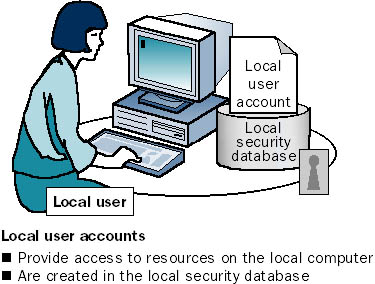 Local
user
account
Local
security
database
Local user
Local user accounts
■ Provide access to resources on the local computer
■ Are created in the local security database